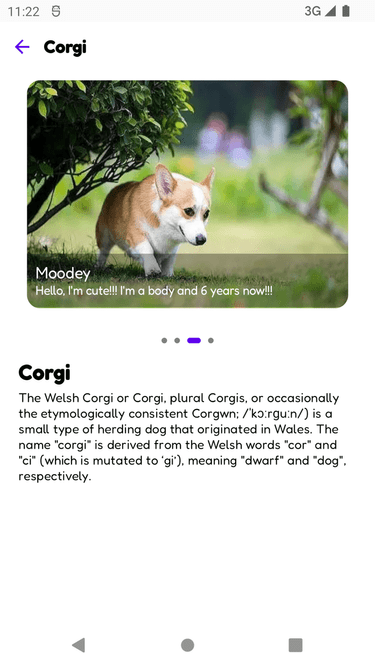 11:22 3G
Corgi
Moodey
Hello, I'm cute!!! I'm a body and 6 years now!!!
Corgi
The Welsh Corgi or Corgi, plural Corgis, or occasionally
the etymologically consistent Corgwn; /'kɔːrɡuːn/) is a
small type of herding dog that originated in Wales. The
name "corgi" is derived from the Welsh words "cor" and
"ci" (which is mutated to 'gi'), meaning "dwarf" and "dog",
respectively.